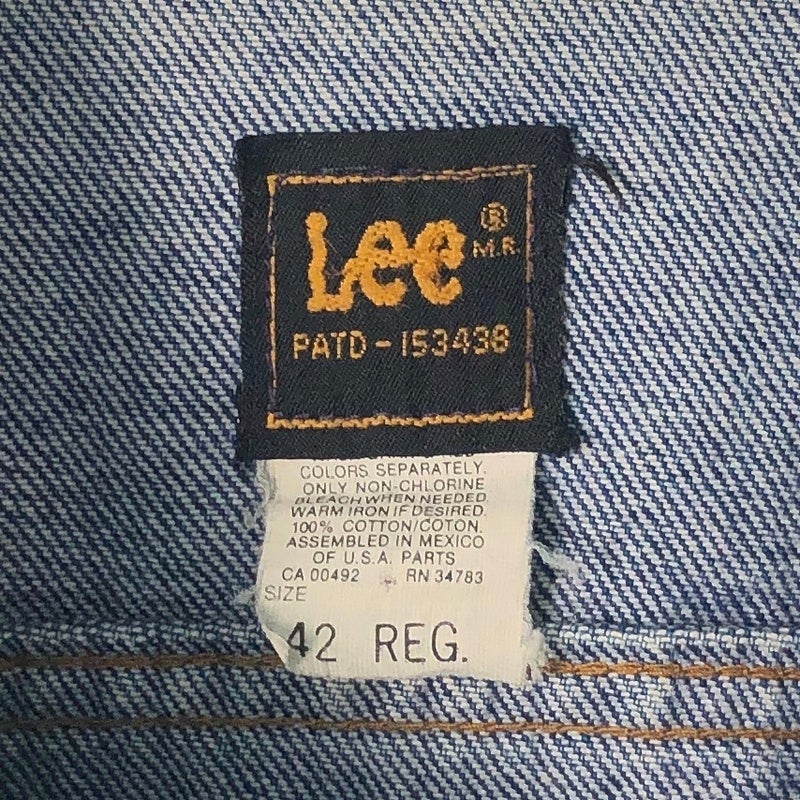 Lee ®
M.R.
PATD-153438
COLORS SEPARATELY.
ONLY NON-CHLORINE
BLEACH WHEN NEEDED.
WARM IRON IF DESIRED.
100% COTTON/COTON.
ASSEMBLED IN MEXICO
OF U.S.A. PARTS
CA 00492 RN 34783
SIZE
42 REG.